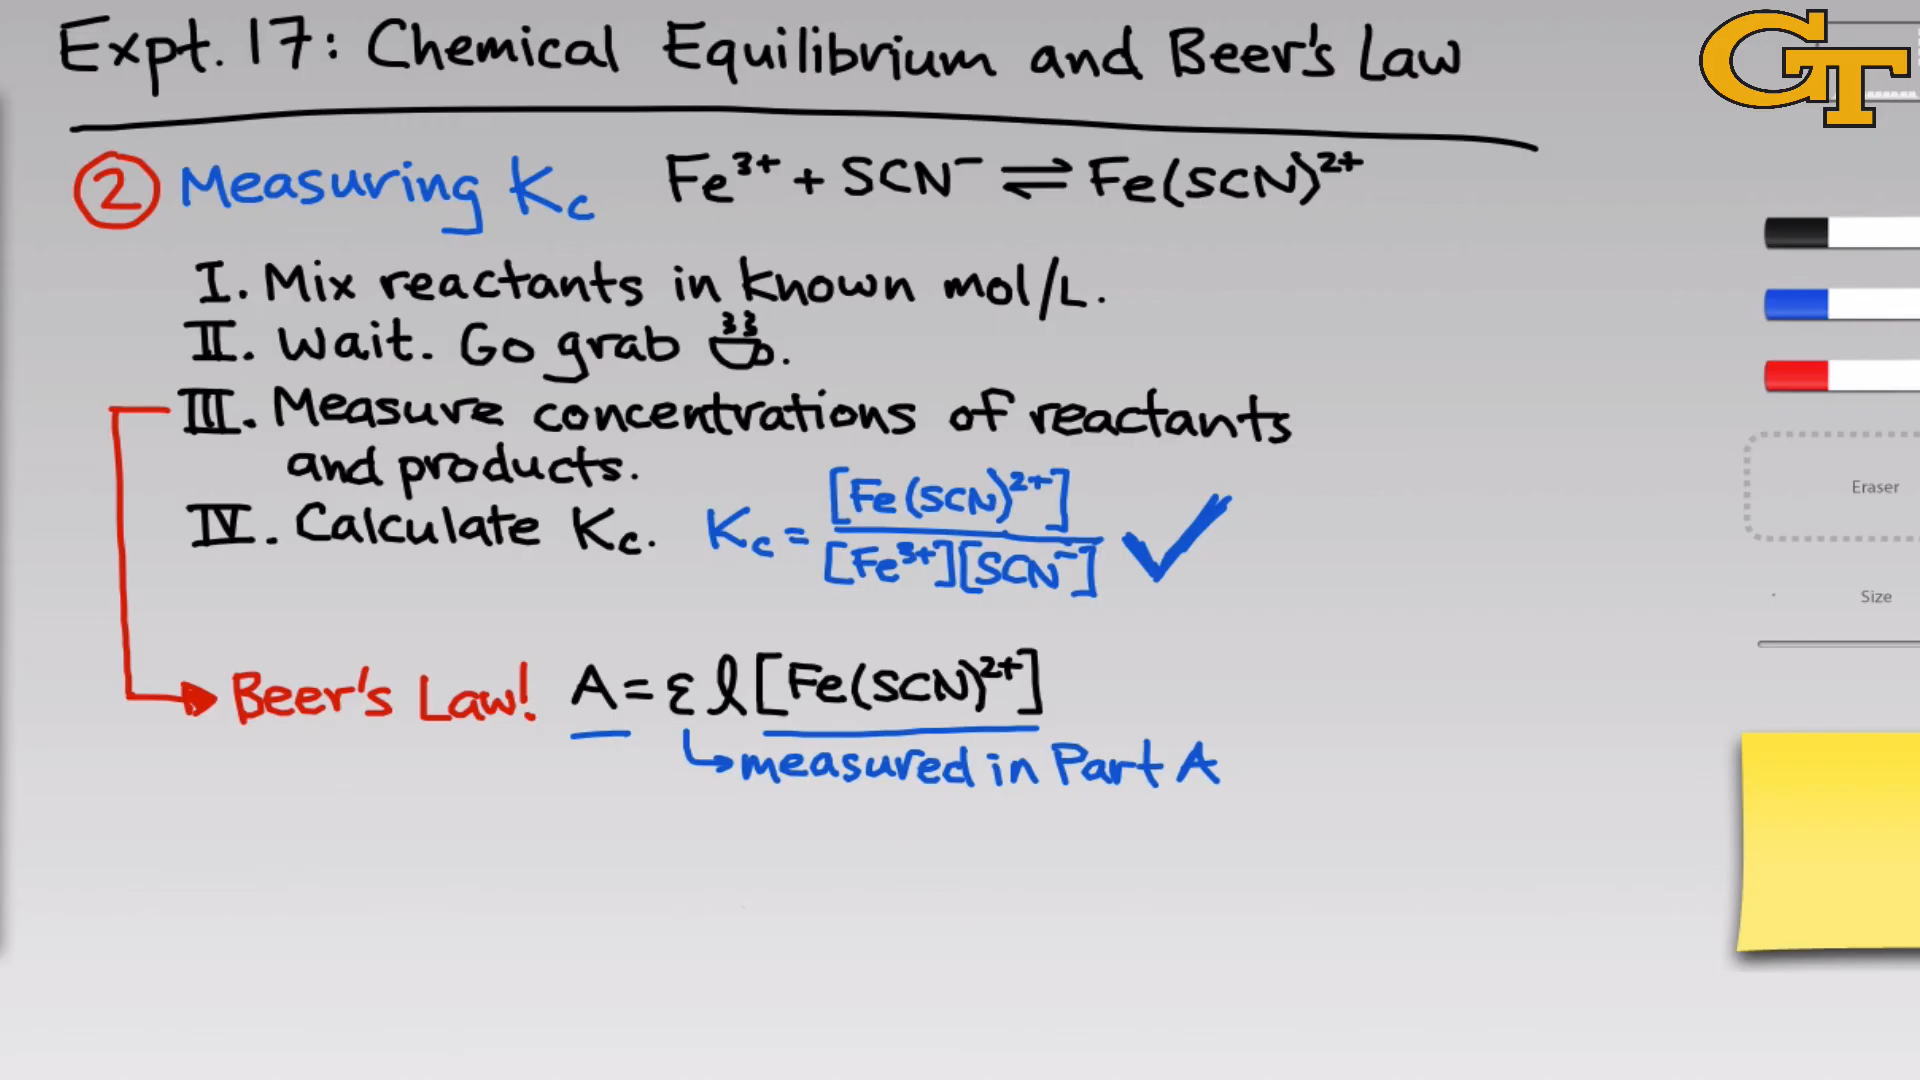 Expt. 17: Chemical Equilibrium and Beer's Law
GT
② Measuring Kc Fe³⁺ + SCN⁻ ⇌ Fe(SCN)²⁺
I. Mix reactants in known mol/L.
II. Wait. Go grab .
III. Measure concentrations of reactants
and products.
IV. Calculate Kc. Kc = [Fe(SCN)²⁺] / [Fe³⁺][SCN⁻] ✓
Eraser
Size
Beer's Law! A = ε l [Fe(SCN)²⁺]
measured in Part A